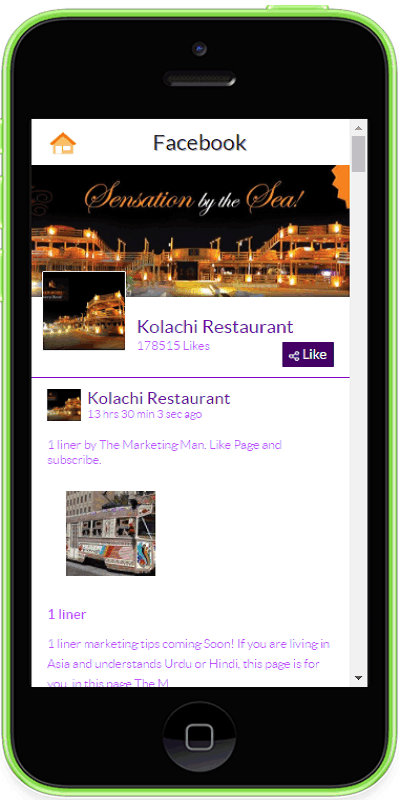 Facebook
Sensation by the Sea!
Kolachi Restaurant
178515 Likes
Like
Kolachi Restaurant
13 hrs 30 min 3 sec ago
1 liner by The Marketing Man. Like Page and
subscribe.
1 liner
1 liner marketing tips coming Soon! If you are living in
Asia and understands Urdu or Hindi, this page is for
you, in this page The M